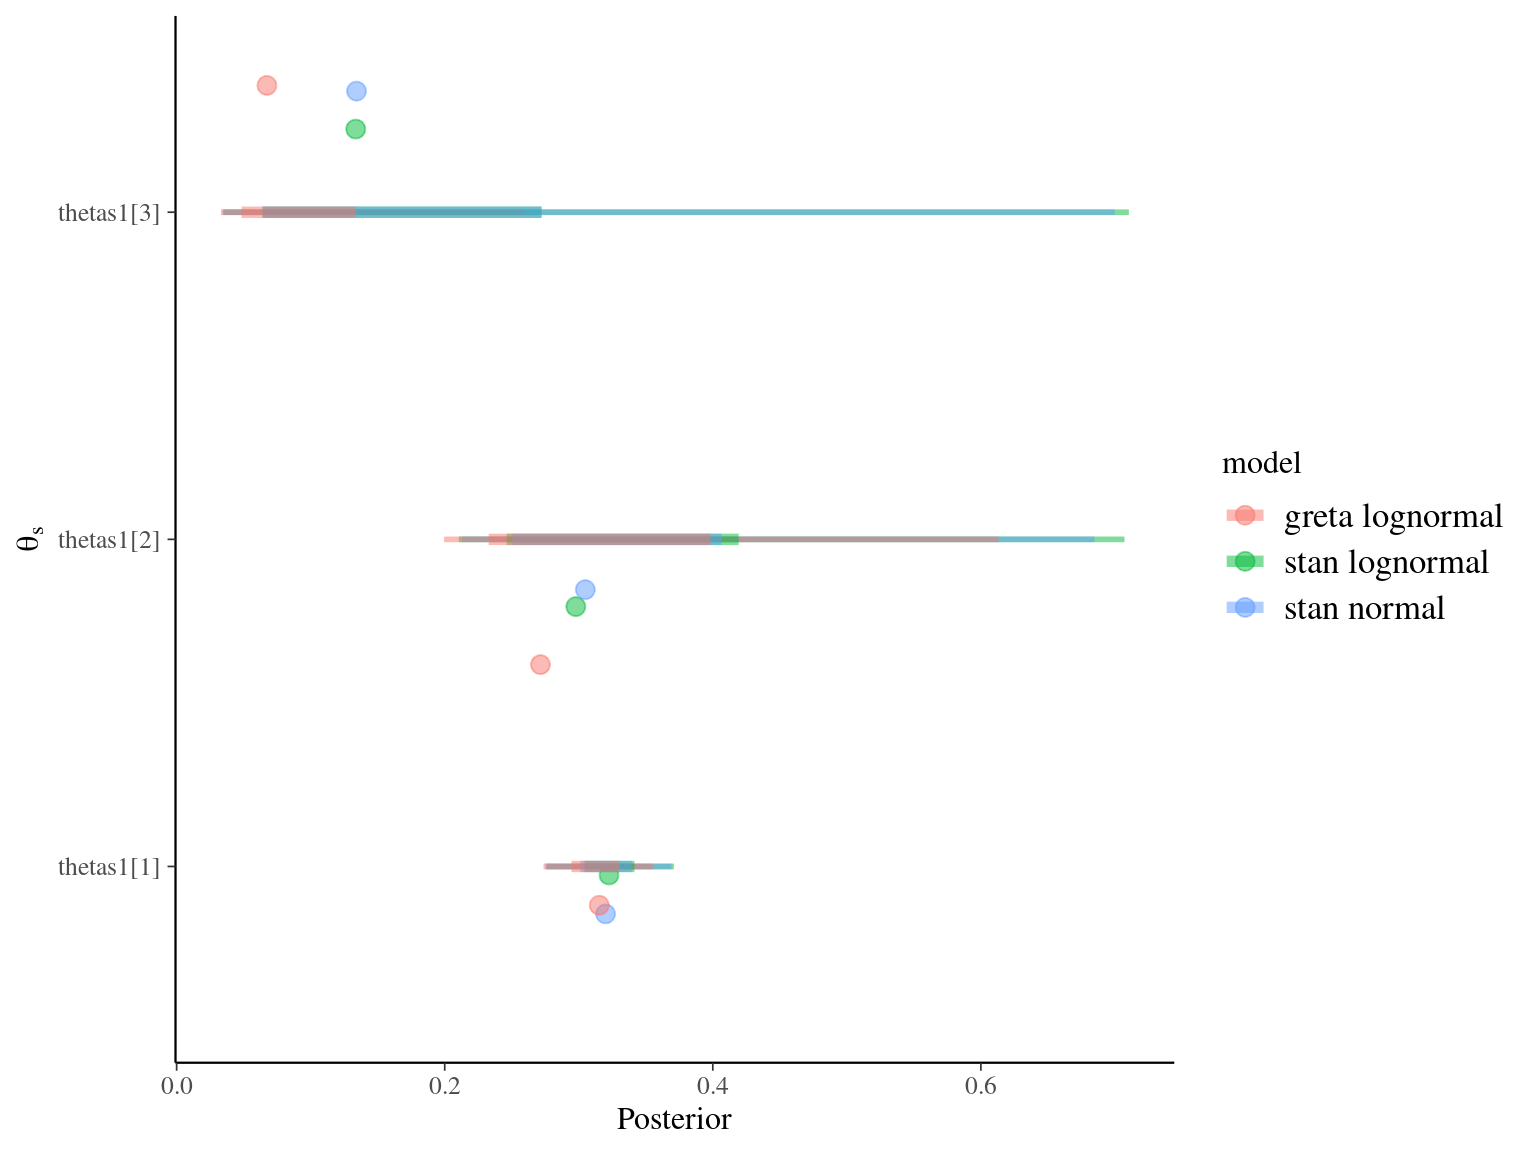 thetas1[3]
thetas1[2]
thetas1[1]
θs
0.0 0.2 0.4 0.6
Posterior
model
greta lognormal
stan lognormal
stan normal